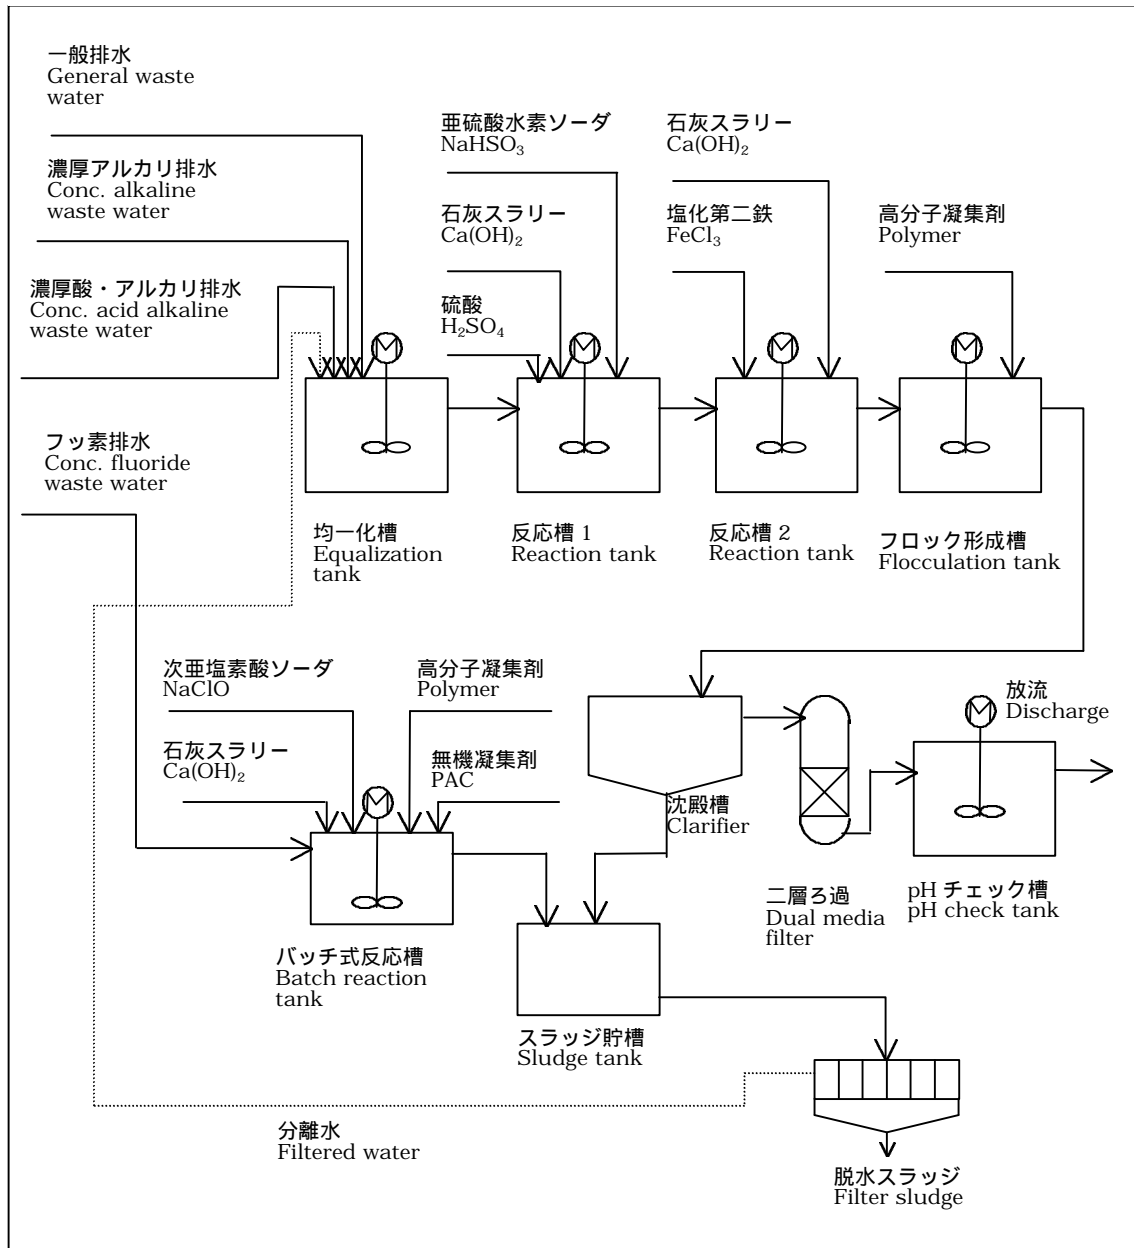 一般排水
General waste
water
濃厚アルカリ排水
Conc. alkaline
waste water
濃厚酸・アルカリ排水
Conc. acid alkaline
waste water
フッ素排水
Conc. fluoride
waste water
亜硫酸水素ソーダ
NaHSO₃
石灰スラリー
Ca(OH)₂
硫酸
H₂SO₄
石灰スラリー
Ca(OH)₂
塩化第二鉄
FeCl₃
高分子凝集剤
Polymer
M
M
M
M
均一化槽
Equalization
tank
反応槽 1
Reaction tank
反応槽 2
Reaction tank
フロック形成槽
Flocculation tank
次亜塩素酸ソーダ
NaClO
石灰スラリー
Ca(OH)₂
高分子凝集剤
Polymer
無機凝集剤
PAC
M
バッチ式反応槽
Batch reaction
tank
沈殿槽
Clarifier
二層ろ過
Dual media
filter
M
放流
Discharge
pH チェック槽
pH check tank
スラッジ貯槽
Sludge tank
分離水
Filtered water
脱水スラッジ
Filter sludge